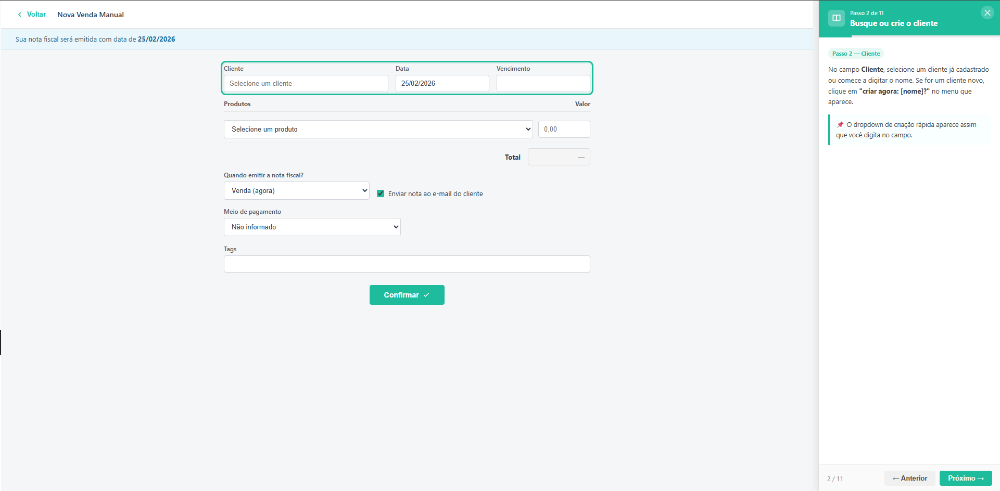 Voltar
Nova Venda Manual
Sua nota fiscal será emitida com data de 25/02/2026
Cliente
Data
Vencimento
Selecione um cliente
25/02/2026
Produtos
Valor
Selecione um produto
0,00
Total
—
Quando emitir a nota fiscal?
Venda (agora)
Enviar nota ao e-mail do cliente
Meio de pagamento
Não informado
Tags
Confirmar ✓
Passo 2 de 11
Busque ou crie o cliente
Passo 2 — Cliente
No campo Cliente, selecione um cliente já cadastrado
ou comece a digitar o nome. Se for um cliente novo,
clique em "criar agora: [nome]?" no menu que
aparece.
📌 O dropdown de criação rápida aparece assim
que você digita no campo.
2 / 11
← Anterior
Próximo →